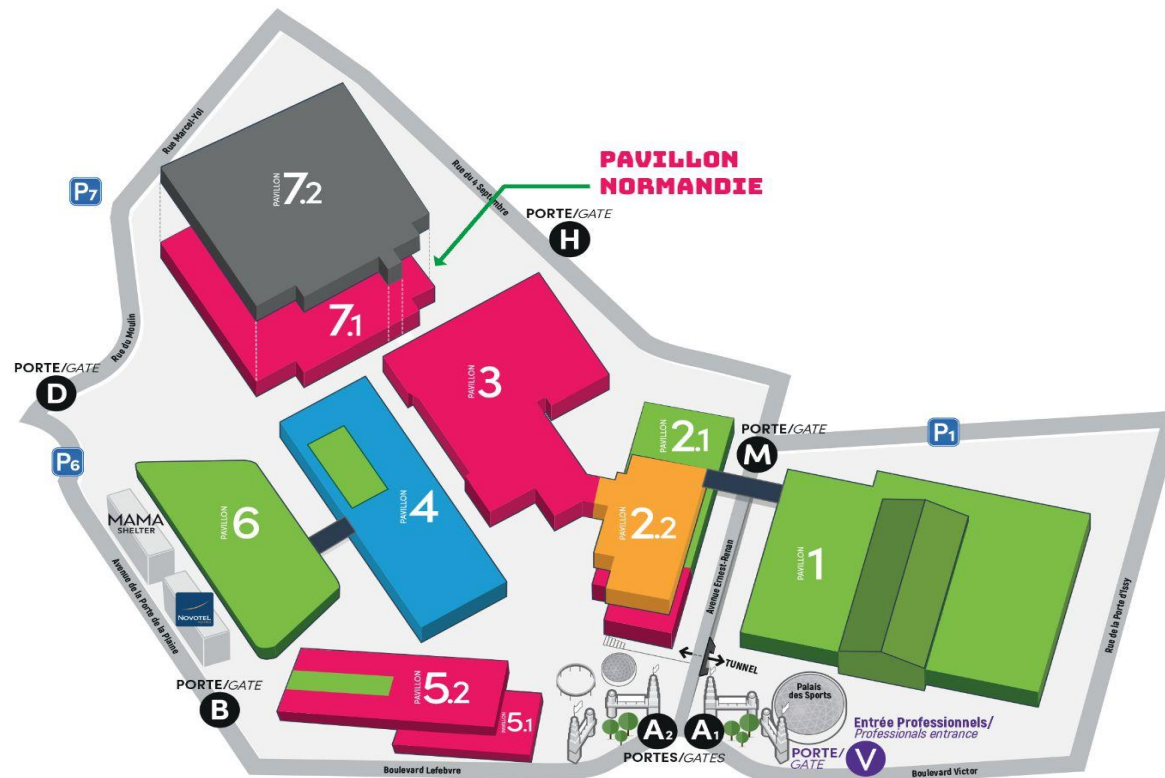 Rue Marcel-Yol
P7
PAVILLON
7.2
Rue du 4 Septembre
PAVILLON
NORMANDIE
PORTE/GATE
H
7.1
Rue du Moulin
PORTE/GATE
D
P6
PAVILLON
3
PAVILLON
2.1
PORTE/GATE
M
P1
MAMA
SHELTER
PAVILLON
6
PAVILLON
4
PAVILLON
2.2
PAVILLON
1
NOVOTEL
Avenue de la Porte de la Plaine
Avenue Ernest-Renan
Rue de la Porte d'Issy
TUNNEL
PORTE/GATE
B
PAVILLON
5.2
PAVILLON
5.1
A2
A1
PORTES/GATES
Palais
des Sports
Entrée Professionnels/
Professionals entrance
PORTE/
GATE
V
Boulevard Lefebvre
Boulevard Victor